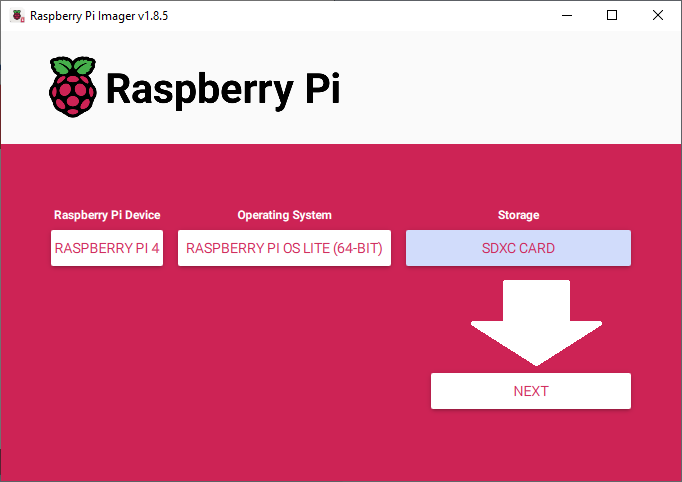 Raspberry Pi Imager v1.8.5
Raspberry Pi
Raspberry Pi Device
Operating System
Storage
RASPBERRY PI 4
RASPBERRY PI OS LITE (64-BIT)
SDXC CARD
NEXT